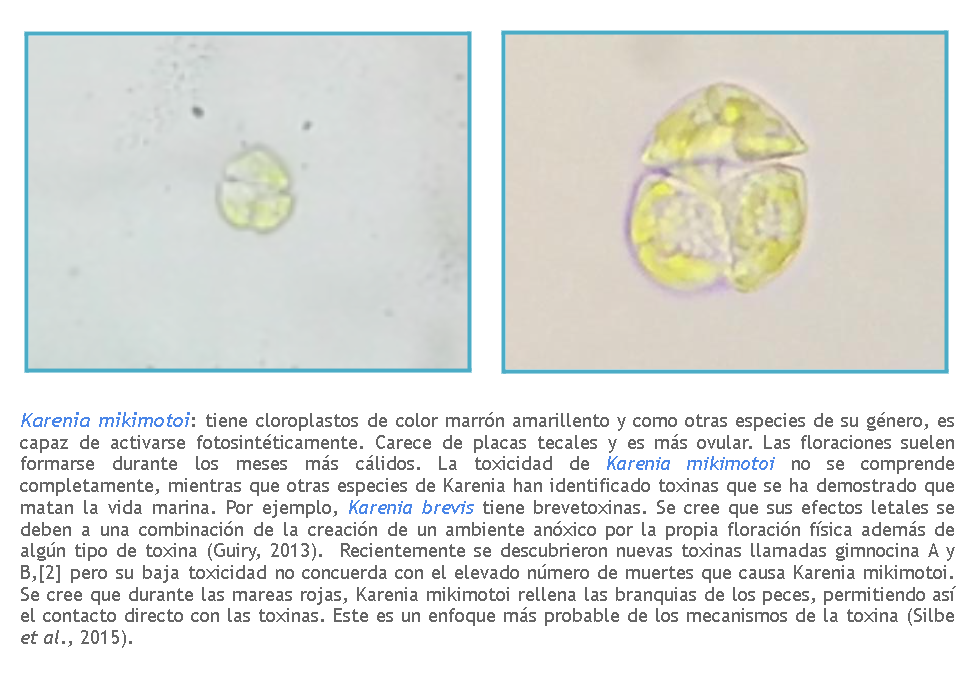 Karenia mikimotoi: tiene cloroplastos de color marrón amarillento y como otras especies de su género, es
capaz de activarse fotosintéticamente. Carece de placas tecales y es más ovular. Las floraciones suelen
formarse durante los meses más cálidos. La toxicidad de Karenia mikimotoi no se comprende
completamente, mientras que otras especies de Karenia han identificado toxinas que se ha demostrado que
matan la vida marina. Por ejemplo, Karenia brevis tiene brevetoxinas. Se cree que sus efectos letales se
deben a una combinación de la creación de un ambiente anóxico por la propia floración física además de
algún tipo de toxina (Guiry, 2013). Recientemente se descubrieron nuevas toxinas llamadas gimnocina A y
B,[2] pero su baja toxicidad no concuerda con el elevado número de muertes que causa Karenia mikimotoi.
Se cree que durante las mareas rojas, Karenia mikimotoi rellena las branquias de los peces, permitiendo así
el contacto directo con las toxinas. Este es un enfoque más probable de los mecanismos de la toxina (Silbe
et al., 2015).